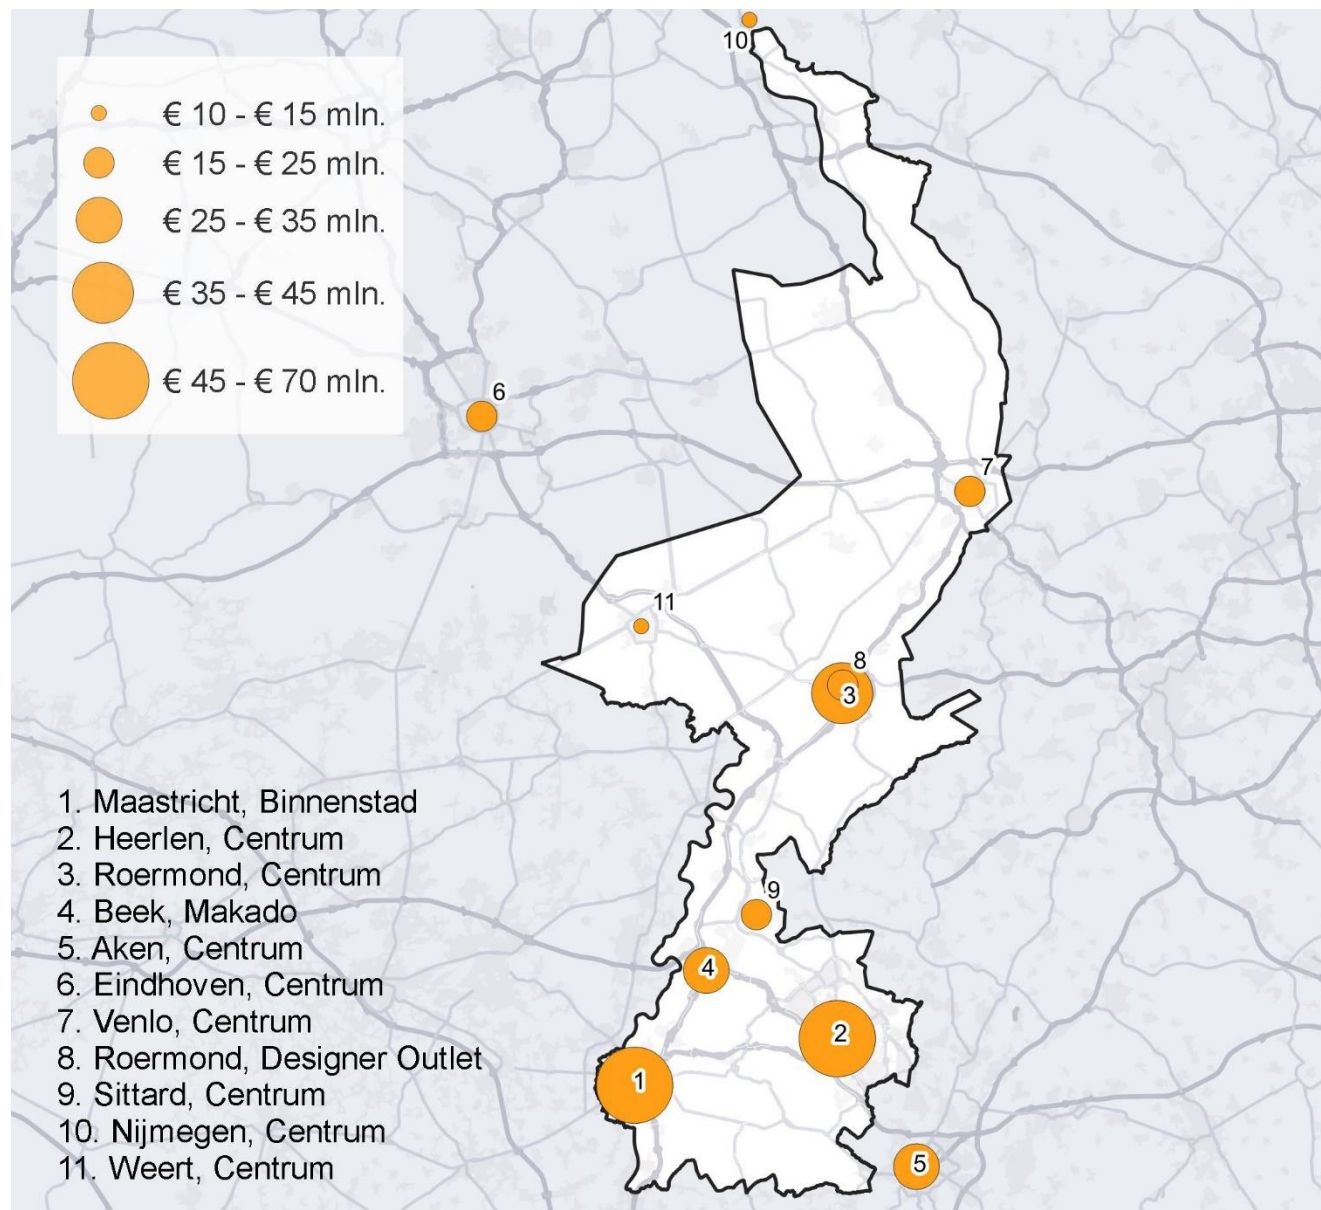 10
€ 10 - € 15 mln.
€ 15 - € 25 mln.
€ 25 - € 35 mln.
€ 35 - € 45 mln.
€ 45 - € 70 mln.
6
7
11
8
3
9
4
2
1
5
1. Maastricht, Binnenstad
2. Heerlen, Centrum
3. Roermond, Centrum
4. Beek, Makado
5. Aken, Centrum
6. Eindhoven, Centrum
7. Venlo, Centrum
8. Roermond, Designer Outlet
9. Sittard, Centrum
10. Nijmegen, Centrum
11. Weert, Centrum